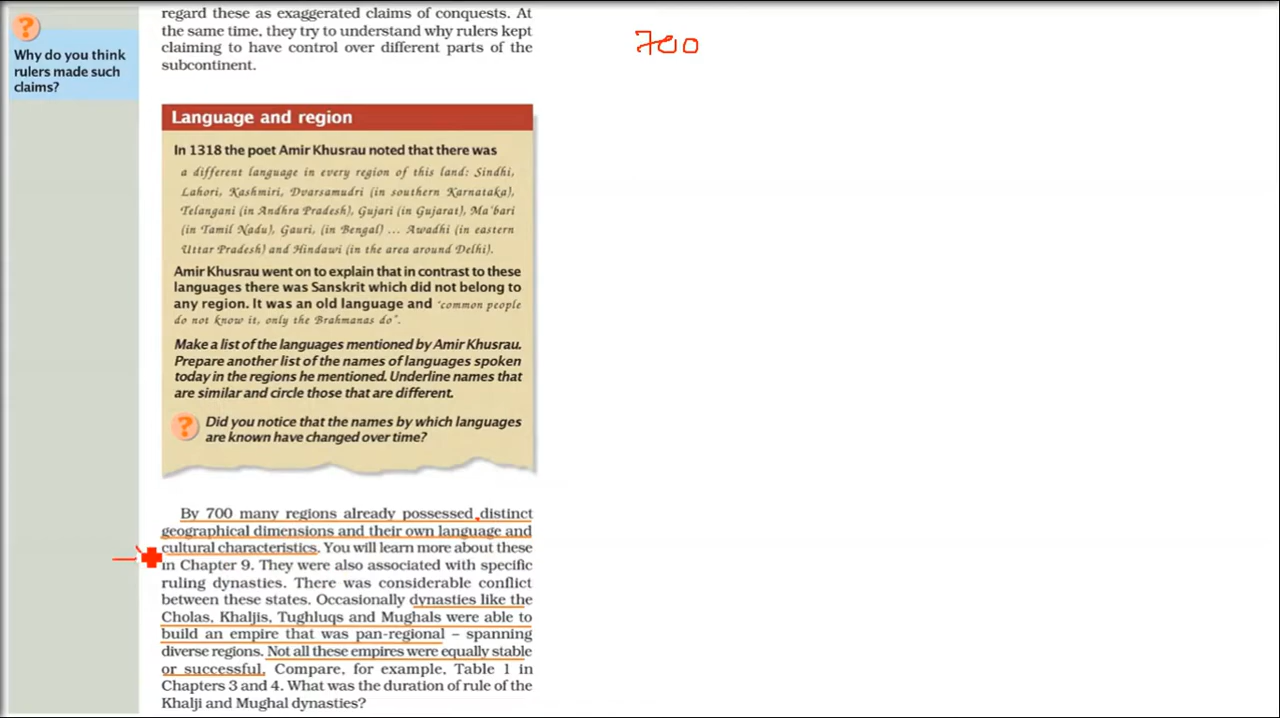 regard these as exaggerated claims of conquests. At
the same time, they try to understand why rulers kept
claiming to have control over different parts of the
subcontinent.
?
Why do you think
rulers made such
claims?
700
Language and region
In 1318 the poet Amir Khusrau noted that there was
a different language in every region of this land: Sindhi,
Lahori, Kashmiri, Dvarsamudri (in southern Karnataka),
Telangani (in Andhra Pradesh), Gujari (in Gujarat), Ma'bari
(in Tamil Nadu), Gauri, (in Bengal) ... Awadhi (in eastern
Uttar Pradesh) and Hindawi (in the area around Delhi).
Amir Khusrau went on to explain that in contrast to these
languages there was Sanskrit which did not belong to
any region. It was an old language and "common people
do not know it, only the Brahmanas do".
Make a list of the languages mentioned by Amir Khusrau.
Prepare another list of the names of languages spoken
today in the regions he mentioned. Underline names that
are similar and circle those that are different.
? Did you notice that the names by which languages
are known have changed over time?
By 700 many regions already possessed distinct
geographical dimensions and their own language and
cultural characteristics. You will learn more about these
in Chapter 9. They were also associated with specific
ruling dynasties. There was considerable conflict
between these states. Occasionally dynasties like the
Cholas, Khaljis, Tughluqs and Mughals were able to
build an empire that was pan-regional – spanning
diverse regions. Not all these empires were equally stable
or successful. Compare, for example, Table 1 in
Chapters 3 and 4. What was the duration of rule of the
Khalji and Mughal dynasties?